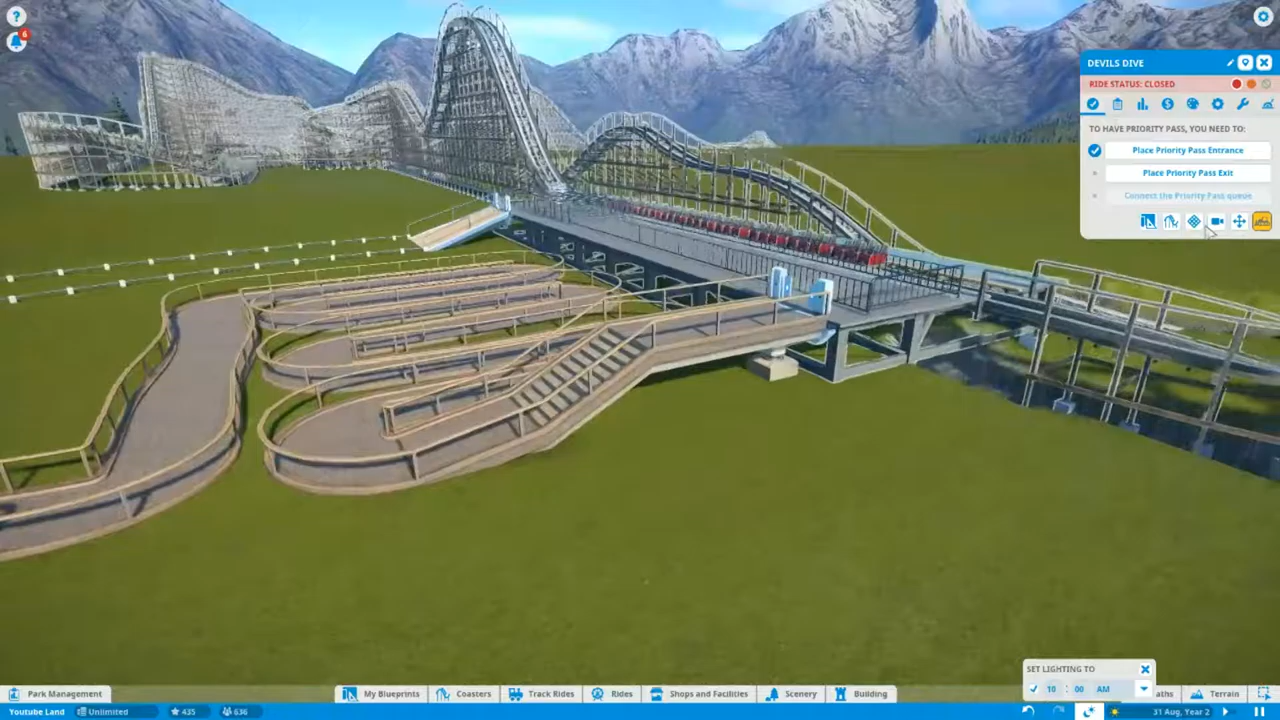 ?
6
DEVILS DIVE
RIDE STATUS: CLOSED
TO HAVE PRIORITY PASS, YOU NEED TO:
Place Priority Pass Entrance
Place Priority Pass Exit
Connect the Priority Pass queue
SET LIGHTING TO
10 : 00 AM
Park Management
My Blueprints
Coasters
Track Rides
Rides
Shops and Facilities
Scenery
Building
Terrain
Youtube Land
Unlimited
435
636
31 Aug, Year 2